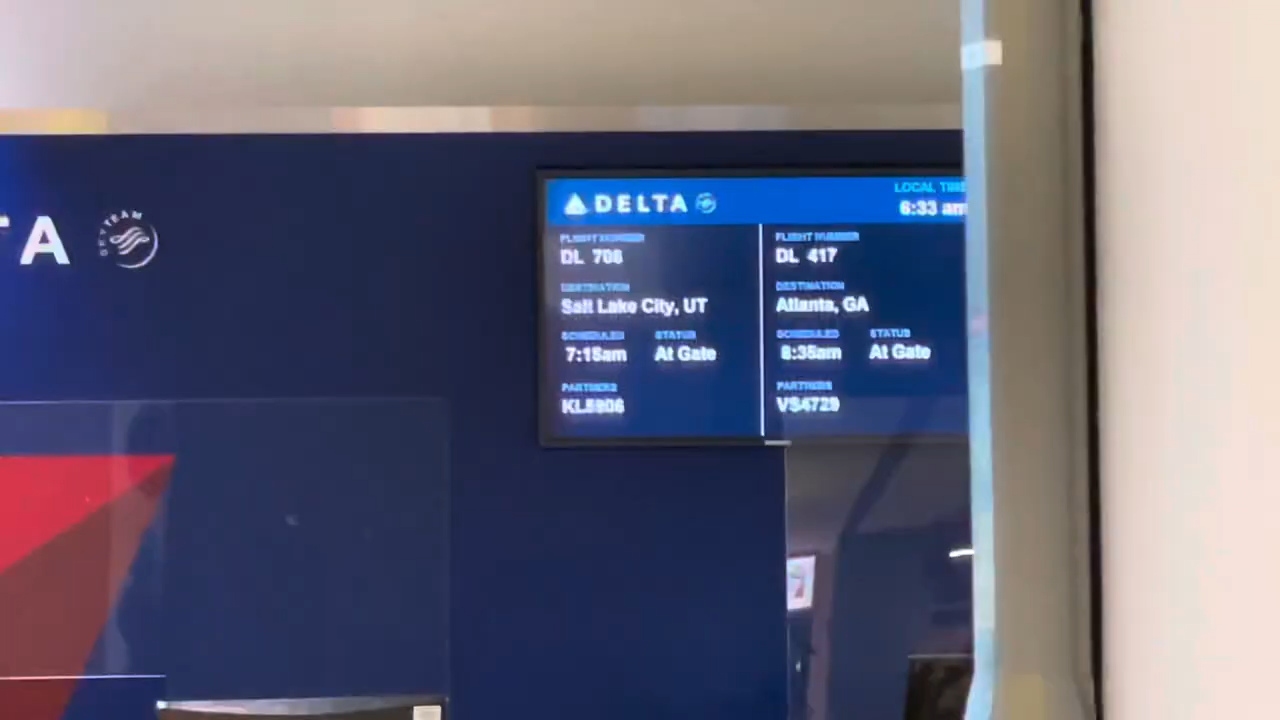 TA
SKYTEAM
DELTA
LOCAL TIME
6:33 am
FLIGHT NUMBER
DL 708
DESTINATION
Salt Lake City, UT
SCHEDULED STATUS
7:15am At Gate
PARTNERS
KL5906
FLIGHT NUMBER
DL 417
DESTINATION
Atlanta, GA
SCHEDULED STATUS
8:35am At Gate
PARTNERS
VS4729